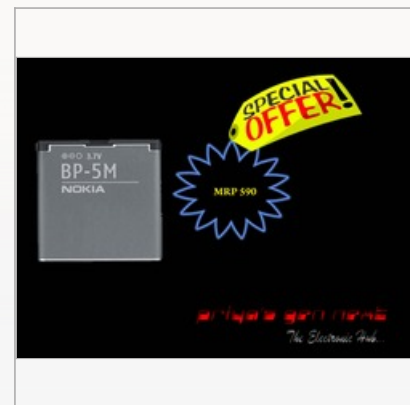 SPECIAL
OFFER!
3.7V
BP-5M
NOKIA
MRP 590
The Electronic Hub...